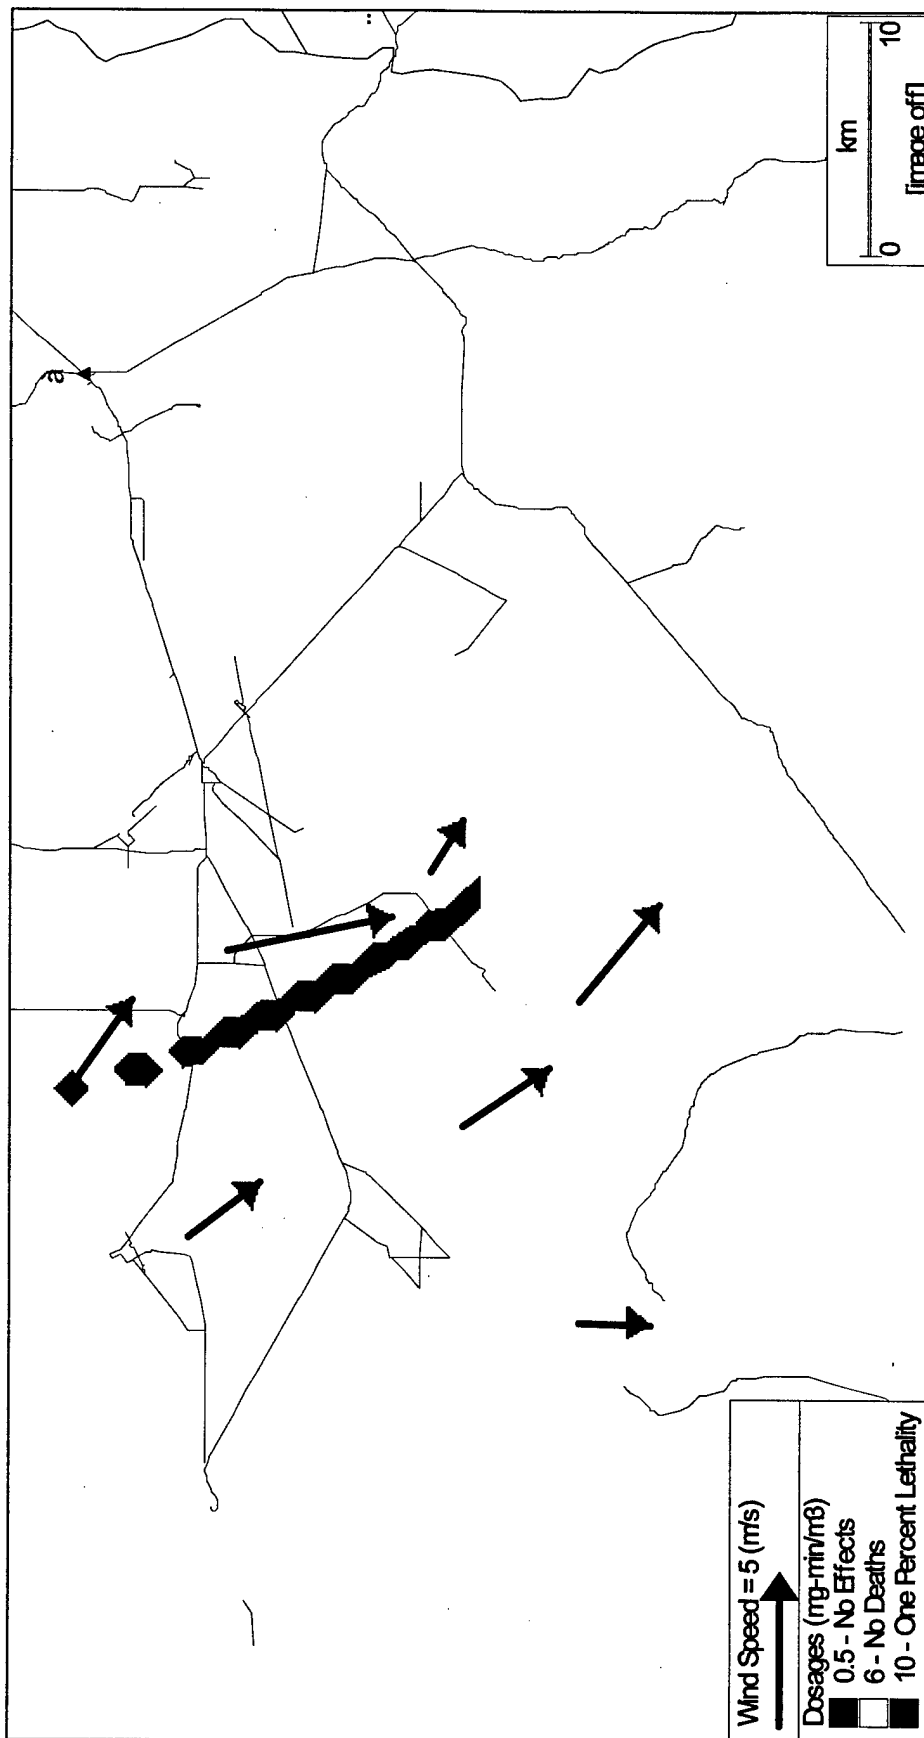 a
Wind Speed = 5 (m/s)
Dosages (mg-min/m3)
0.5 - No Effects
6 - No Deaths
10 - One Percent Lethality
km
0 10
[image off]